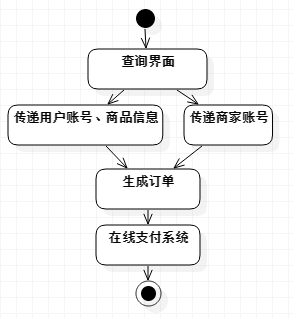 查询界面
传递用户账号、商品信息
传递商家账号
生成订单
在线支付系统